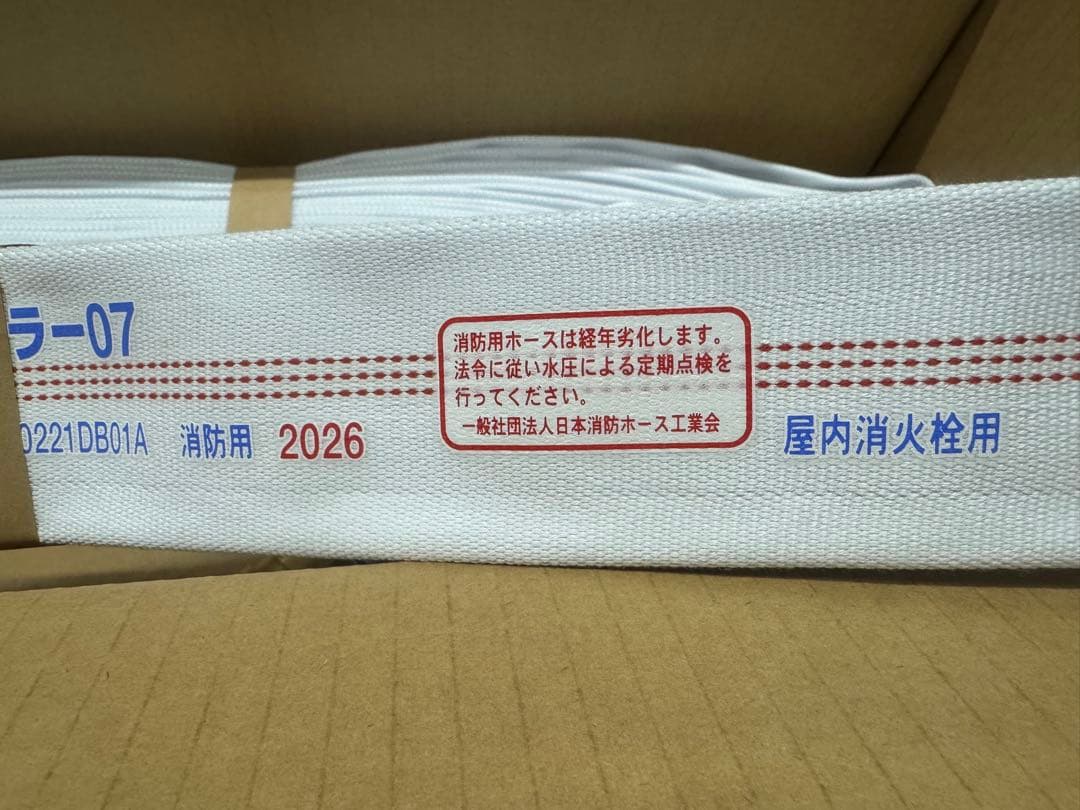 ラー07
0221DB01A 消防用 2026
消防用ホースは経年劣化します。
法令に従い水圧による定期点検を
行ってください。
一般社団法人日本消防ホース工業会
屋内消火栓用